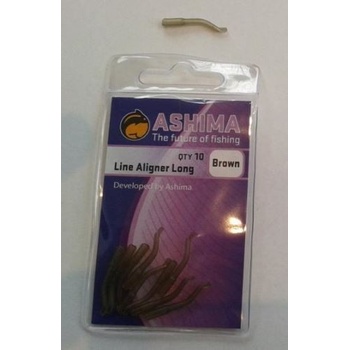 ASHIMA
The future of fishing
QTY 10
Line Aligner Long
Brown
Developed by Ashima